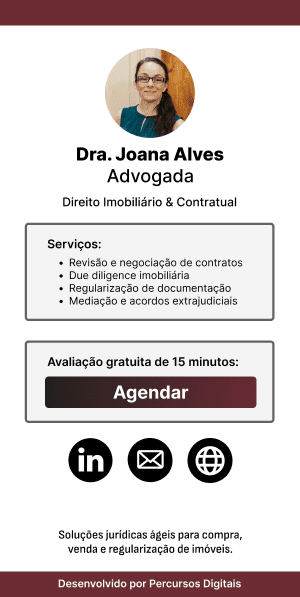 Dra. Joana Alves
Advogada
Direito Imobiliário & Contratual
Serviços:
• Revisão e negociação de contratos
• Due diligence imobiliária
• Regularização de documentação
• Mediação e acordos extrajudiciais
Avaliação gratuita de 15 minutos:
Agendar
in
Soluções jurídicas ágeis para compra,
venda e regularização de imóveis.
Desenvolvido por Percursos Digitais